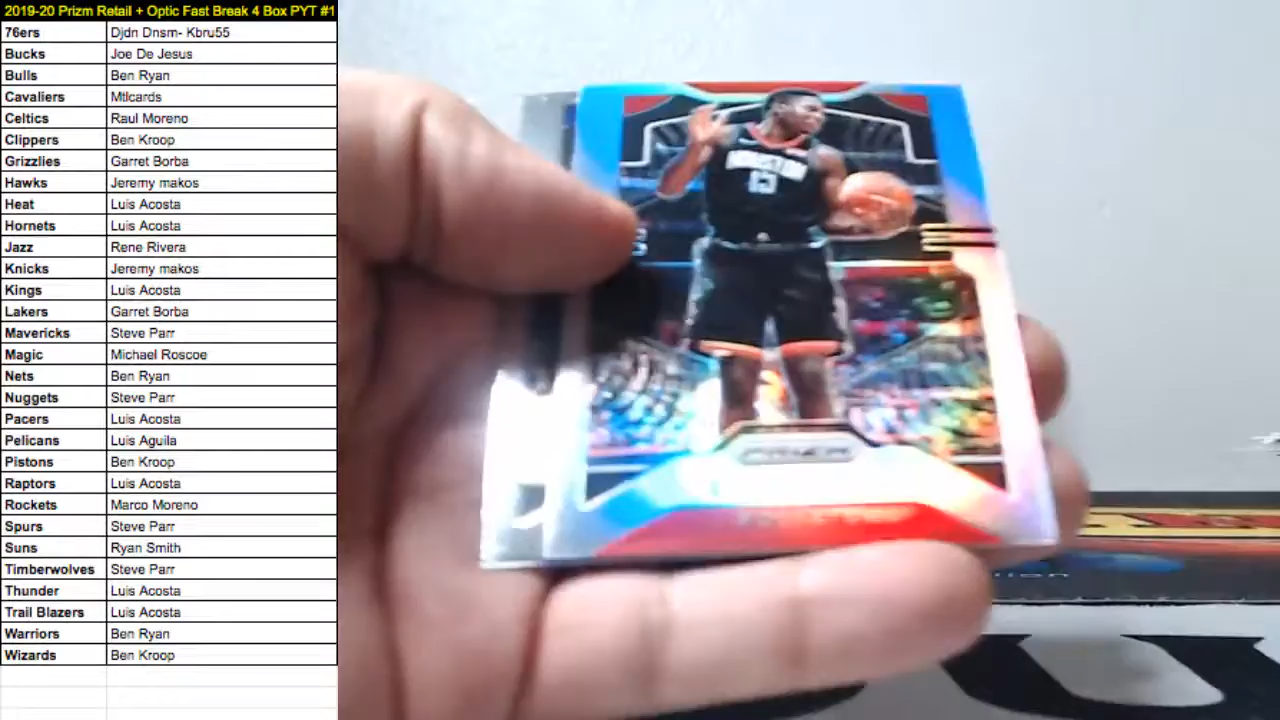 2019-20 Prizm Retail + Optic Fast Break 4 Box PYT #1
76ers Djdn Dnsm- Kbru55
Bucks Joe De Jesus
Bulls Ben Ryan
Cavaliers Mtlcards
Celtics Raul Moreno
Clippers Ben Kroop
Grizzlies Garret Borba
Hawks Jeremy makos
Heat Luis Acosta
Hornets Luis Acosta
Jazz Rene Rivera
Knicks Jeremy makos
Kings Luis Acosta
Lakers Garret Borba
Mavericks Steve Parr
Magic Michael Roscoe
Nets Ben Ryan
Nuggets Steve Parr
Pacers Luis Acosta
Pelicans Luis Aguila
Pistons Ben Kroop
Raptors Luis Acosta
Rockets Marco Moreno
Spurs Steve Parr
Suns Ryan Smith
Timberwolves Steve Parr
Thunder Luis Acosta
Trail Blazers Luis Acosta
Warriors Ben Ryan
Wizards Ben Kroop
HOUSTON
PRIZM